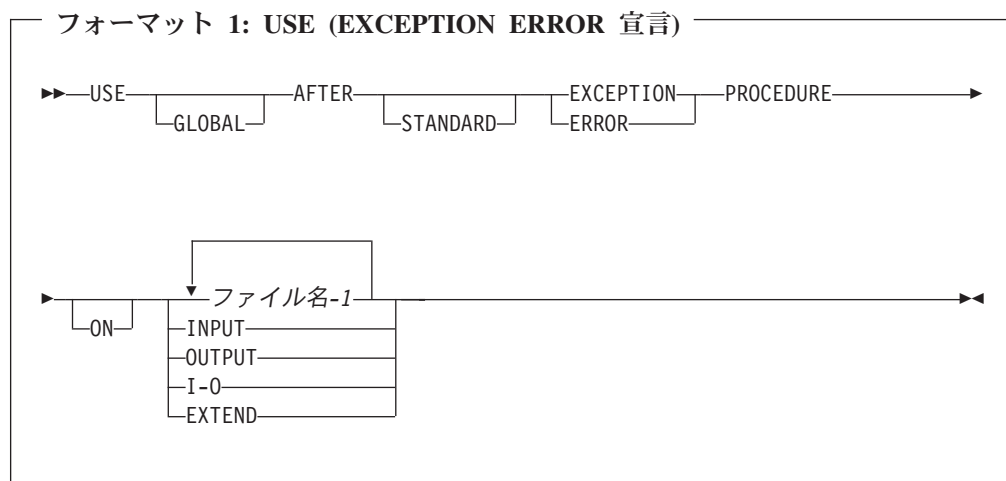 フォーマット 1: USE (EXCEPTION ERROR 宣言)
USE AFTER EXCEPTION PROCEDURE
GLOBAL STANDARD ERROR
ファイル名-1
ON INPUT
OUTPUT
I-O
EXTEND